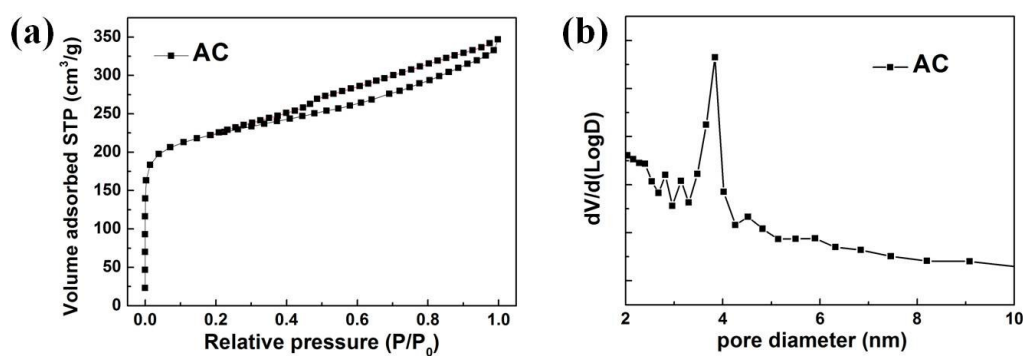 (a)
Volume adsorbed STP (cm³/g)
350
300
250
200
150
100
50
0
AC
0.0 0.2 0.4 0.6 0.8 1.0
Relative pressure (P/P₀)
(b)
dV/d(LogD)
AC
2 4 6 8 10
pore diameter (nm)